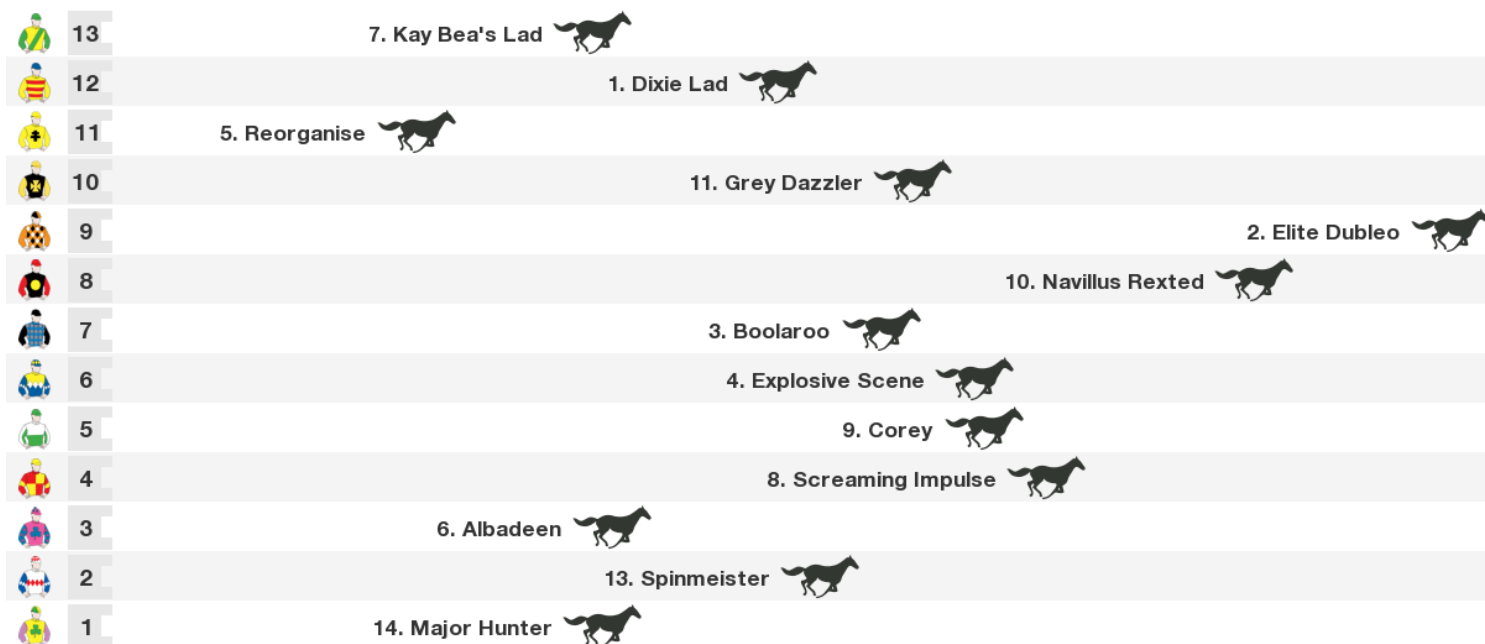 13 7. Kay Bea's Lad
12 1. Dixie Lad
11 5. Reorganise
10 11. Grey Dazzler
9 2. Elite Dubleo
8 10. Navillus Rexted
7 3. Boolaroo
6 4. Explosive Scene
5 9. Corey
4 8. Screaming Impulse
3 6. Albadeen
2 13. Spinmeister
1 14. Major Hunter